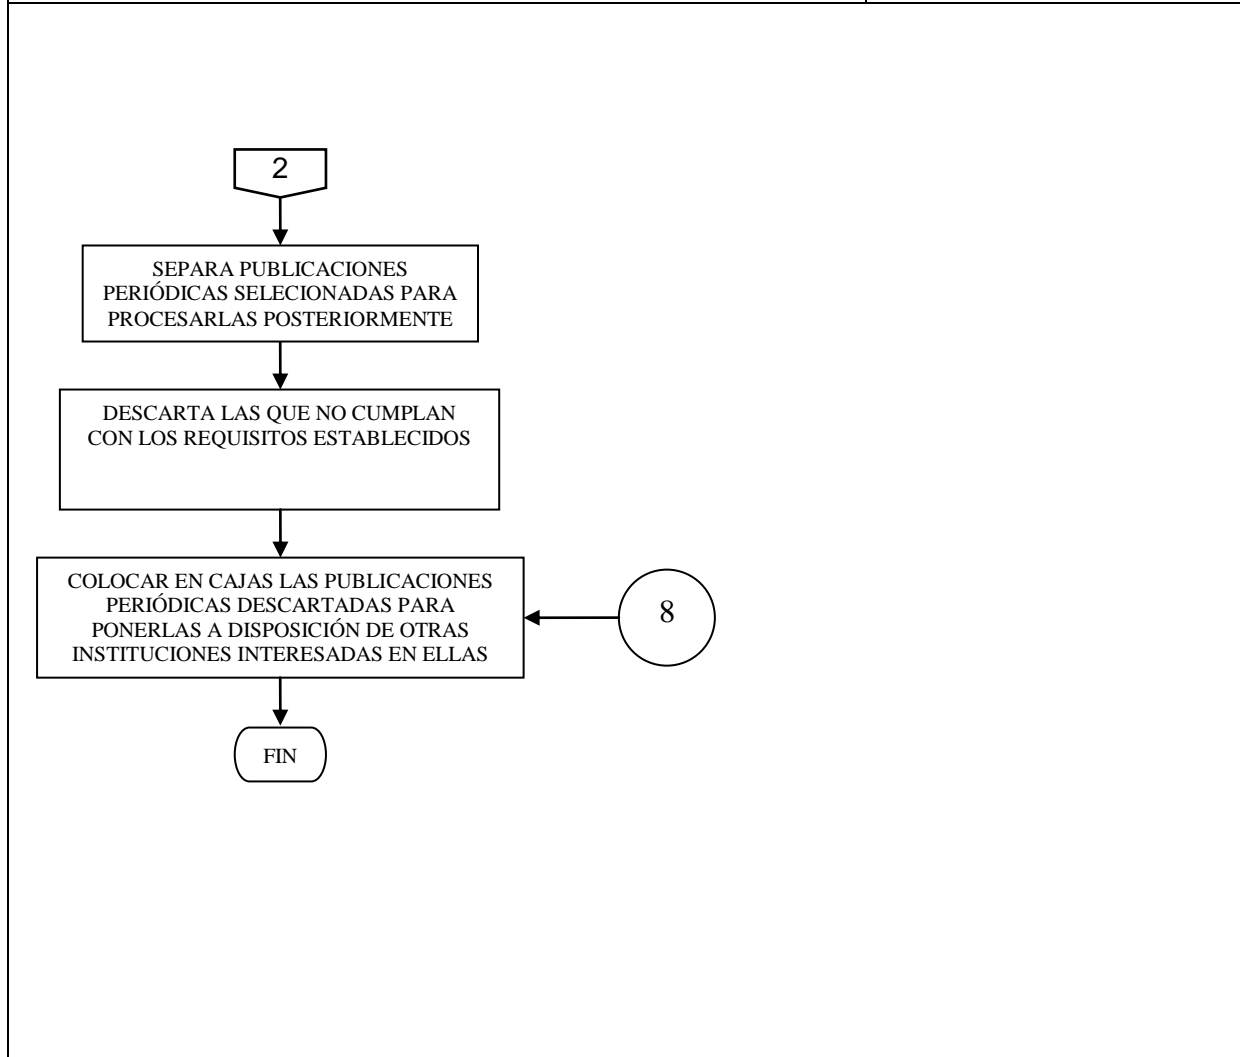 2
SEPARA PUBLICACIONES
PERIÓDICAS SELECIONADAS PARA
PROCESARLAS POSTERIORMENTE
DESCARTA LAS QUE NO CUMPLAN
CON LOS REQUISITOS ESTABLECIDOS
COLOCAR EN CAJAS LAS PUBLICACIONES
PERIÓDICAS DESCARTADAS PARA
PONERLAS A DISPOSICIÓN DE OTRAS
INSTITUCIONES INTERESADAS EN ELLAS
8
FIN